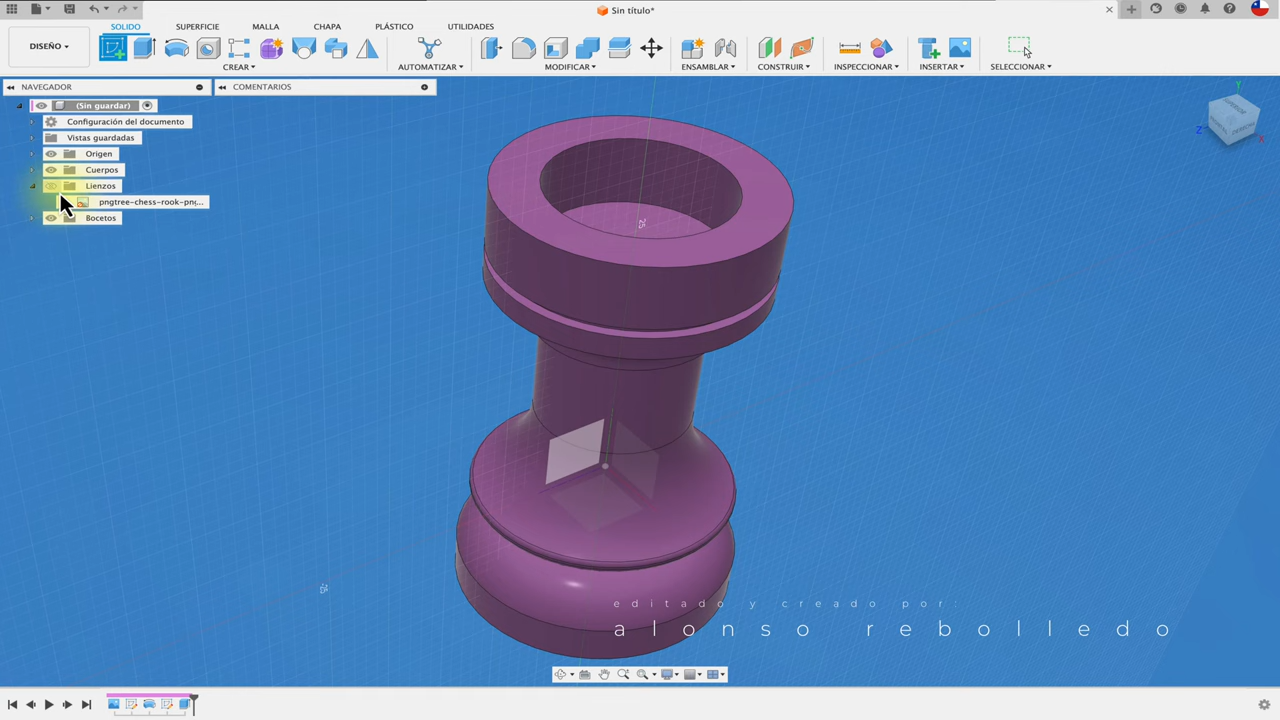 Sin título*
DISEÑO
SOLIDO
SUPERFICIE
MALLA
CHAPA
PLÁSTICO
UTILIDADES
CREAR
AUTOMATIZAR
MODIFICAR
ENSAMBLAR
CONSTRUIR
INSPECCIONAR
INSERTAR
SELECCIONAR
NAVEGADOR
COMENTARIOS
(Sin guardar)
Configuración del documento
Vistas guardadas
Origen
Cuerpos
Lienzos
pngtree-chess-rook-pn...
Bocetos
Y
Z
X
editado y creado por:
alonso rebolledo